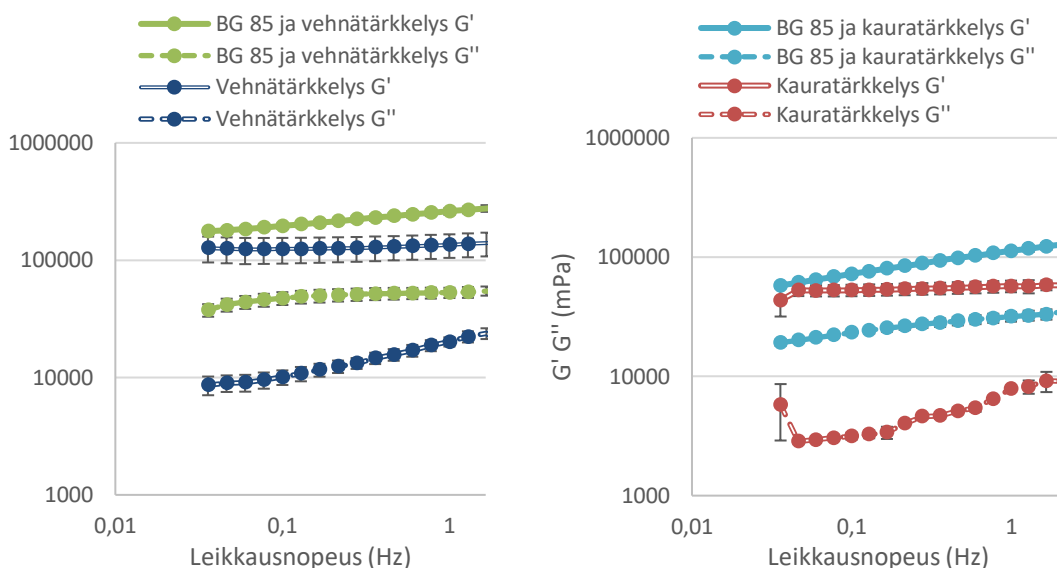 BG 85 ja vehnätärkkelys G'
BG 85 ja vehnätärkkelys G''
Vehnätärkkelys G'
Vehnätärkkelys G''
1000000
100000
10000
1000
0,01
0,1
1
Leikkausnopeus (Hz)
BG 85 ja kauratärkkelys G'
BG 85 ja kauratärkkelys G''
Kauratärkkelys G'
Kauratärkkelys G''
G' G'' (mPa)
1000000
100000
10000
1000
0,01
0,1
1
Leikkausnopeus (Hz)